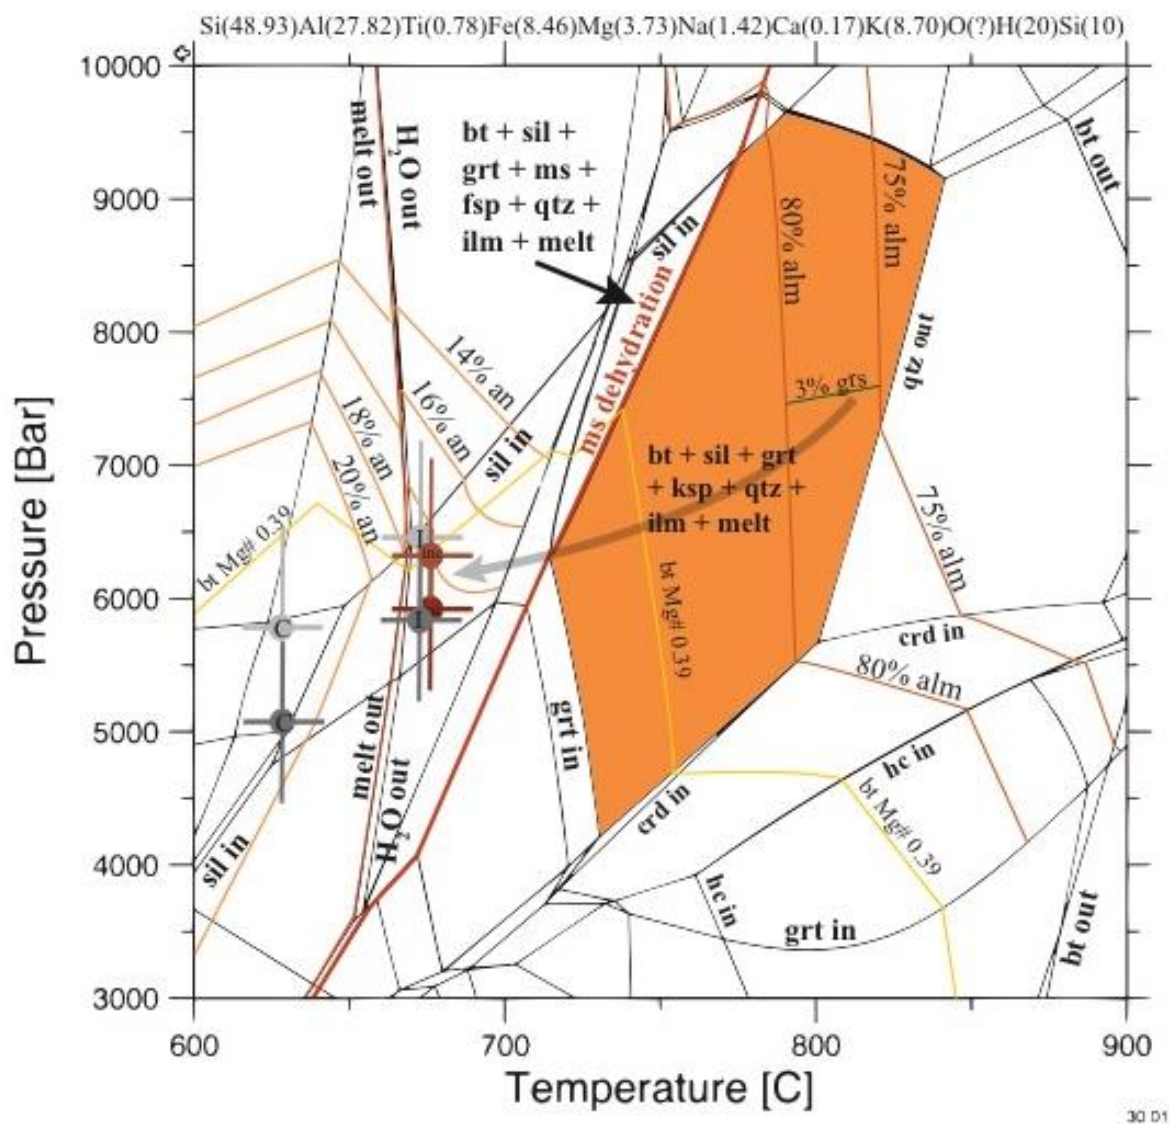 Si(48.93)Al(27.82)Ti(0.78)Fe(8.46)Mg(3.73)Na(1.42)Ca(0.17)K(8.70)O(?)H(20)Si(10)
10000
9000
8000
7000
6000
5000
4000
3000
Pressure [Bar]
600
700
800
900
Temperature [C]
melt out
H₂O out
bt + sil +
grt + ms +
fsp + qtz +
ilm + melt
sil in
ms dehydration
80% alm
75% alm
bt out
qtz out
3% grs
14% an
16% an
18% an
20% an
sil in
bt Mg# 0.39
bt + sil + grt
+ ksp + qtz +
ilm + melt
bt Mg# 0.39
75% alm
crd in
80% alm
I
inc
I
C
C
grt in
melt out
H₂O out
sil in
crd in
hc in
bt Mg# 0.39
hc in
grt in
bt out
30 01